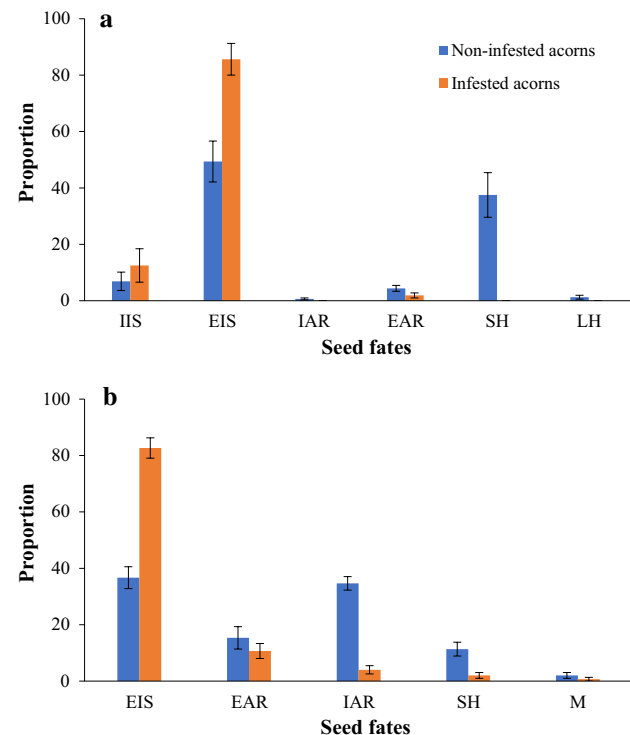 a
100
80
60
40
20
0
Proportion
Non-infested acorns
Infested acorns
IIS EIS IAR EAR SH LH
Seed fates
b
100
80
60
40
20
0
Proportion
EIS EAR IAR SH M
Seed fates